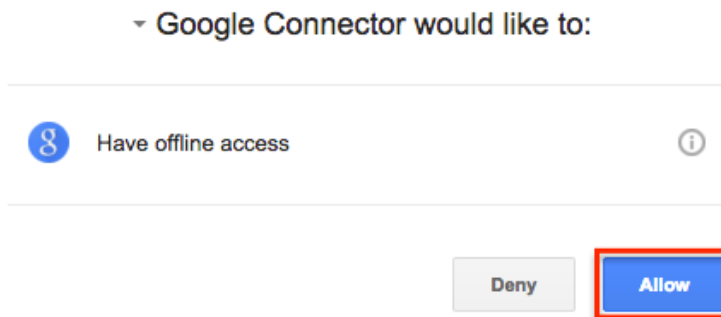 Google Connector would like to:
g
Have offline access
Deny
Allow